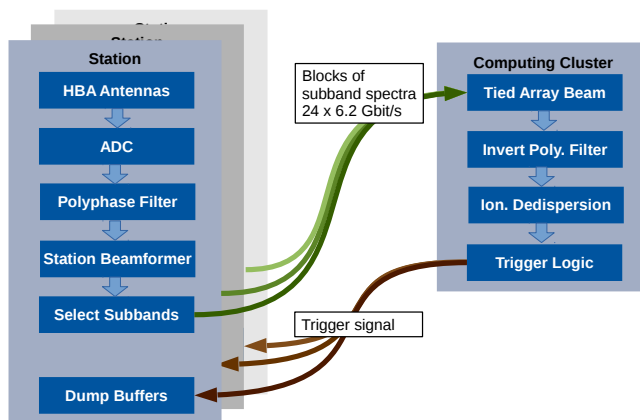 Station
Station
Station
HBA Antennas
ADC
Polyphase Filter
Station Beamformer
Select Subbands
Dump Buffers
Blocks of
subband spectra
24 x 6.2 Gbit/s
Trigger signal
Computing Cluster
Tied Array Beam
Invert Poly. Filter
Ion. Dedispersion
Trigger Logic